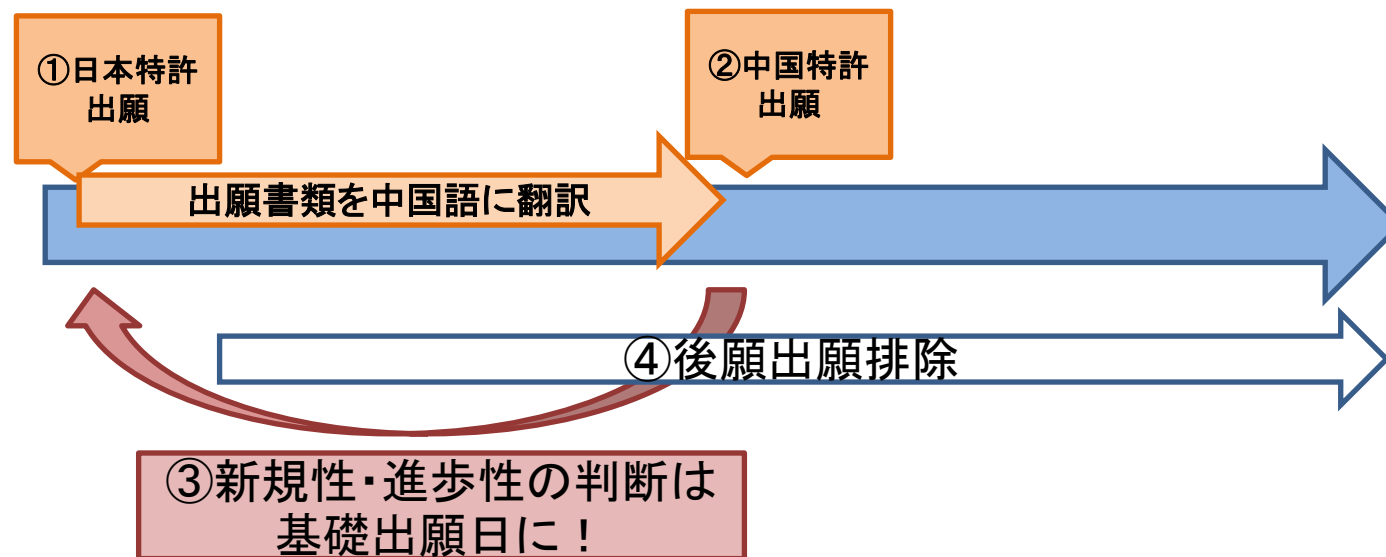 ①日本特許
出願
②中国特許
出願
出願書類を中国語に翻訳
④後願出願排除
③新規性・進歩性の判断は
基礎出願日に！